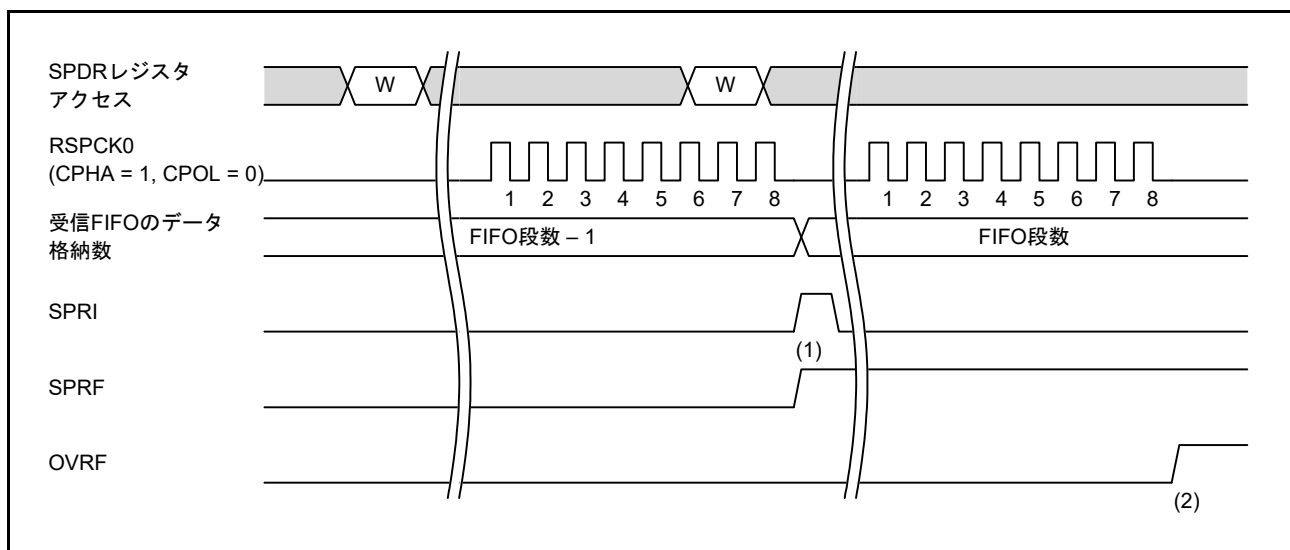 SPDRレジスタ
アクセス
W
W
RSPCK0
(CPHA = 1, CPOL = 0)
1 2 3 4 5 6 7 8
1 2 3 4 5 6 7 8
受信FIFOのデータ
格納数
FIFO段数 – 1
FIFO段数
SPRI
(1)
SPRF
OVRF
(2)